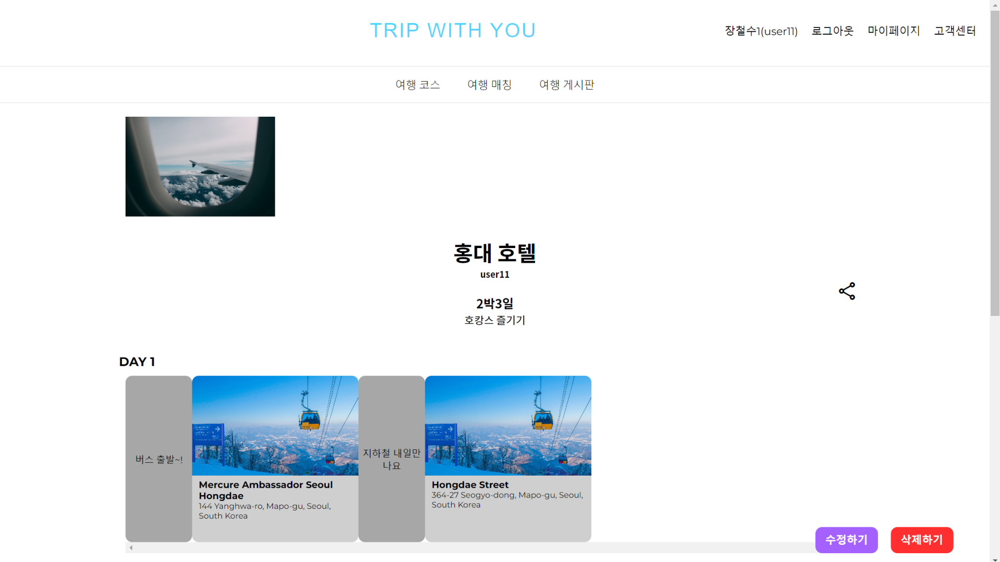 TRIP WITH YOU
장철수1(user11) 로그아웃 마이페이지 고객센터
여행 코스 여행 매칭 여행 게시판
홍대 호텔
user11
2박3일
호캉스 즐기기
DAY 1
버스 출발~!
Mercure Ambassador Seoul
Hongdae
144 Yanghwa-ro, Mapo-gu, Seoul,
South Korea
지하철 내일만
나요
Hongdae Street
364-27 Seogyo-dong, Mapo-gu, Seoul,
South Korea
수정하기 삭제하기